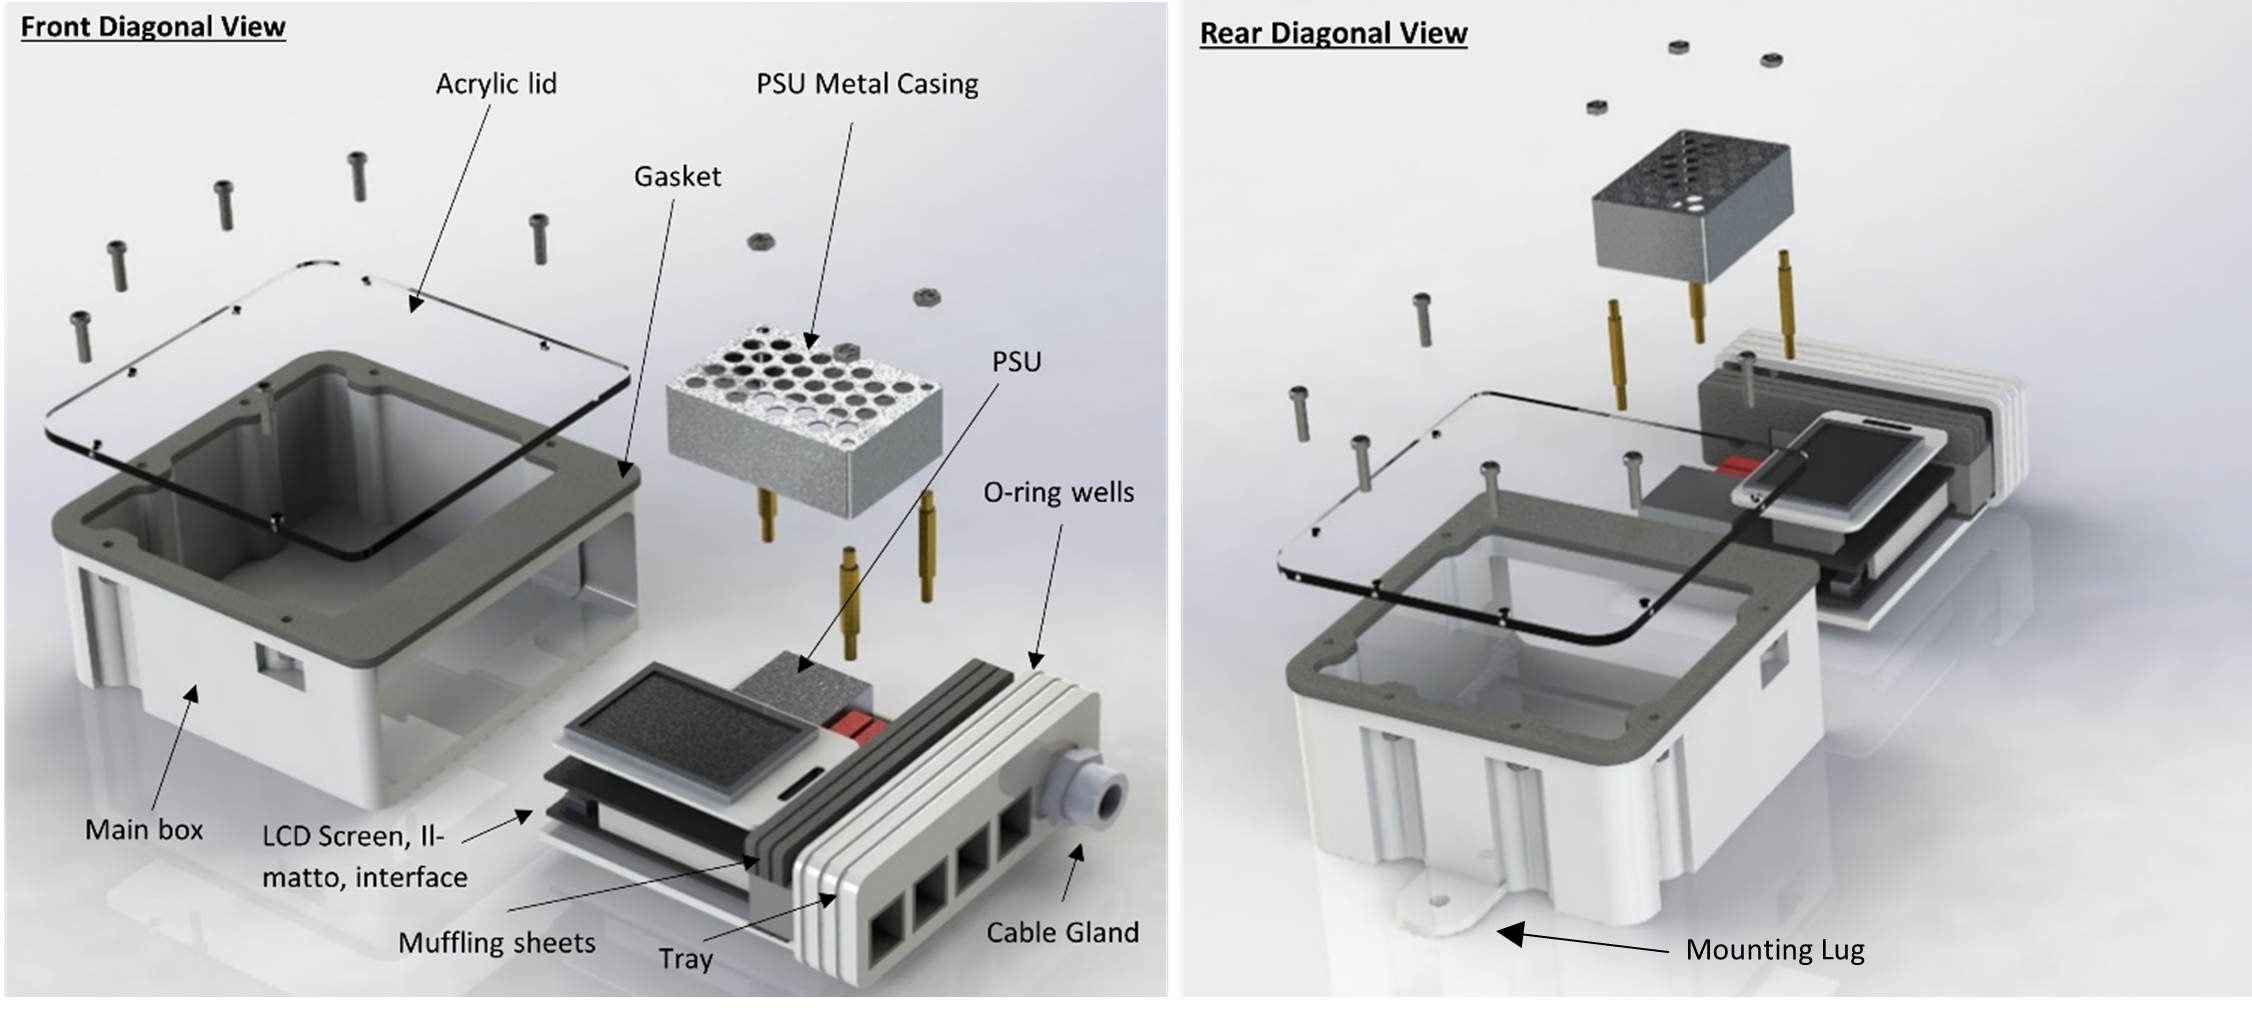 Front Diagonal View
Acrylic lid
PSU Metal Casing
Gasket
PSU
O-ring wells
Main box
LCD Screen, Il-
matto, interface
Muffling sheets
Tray
Cable Gland
Rear Diagonal View
Mounting Lug